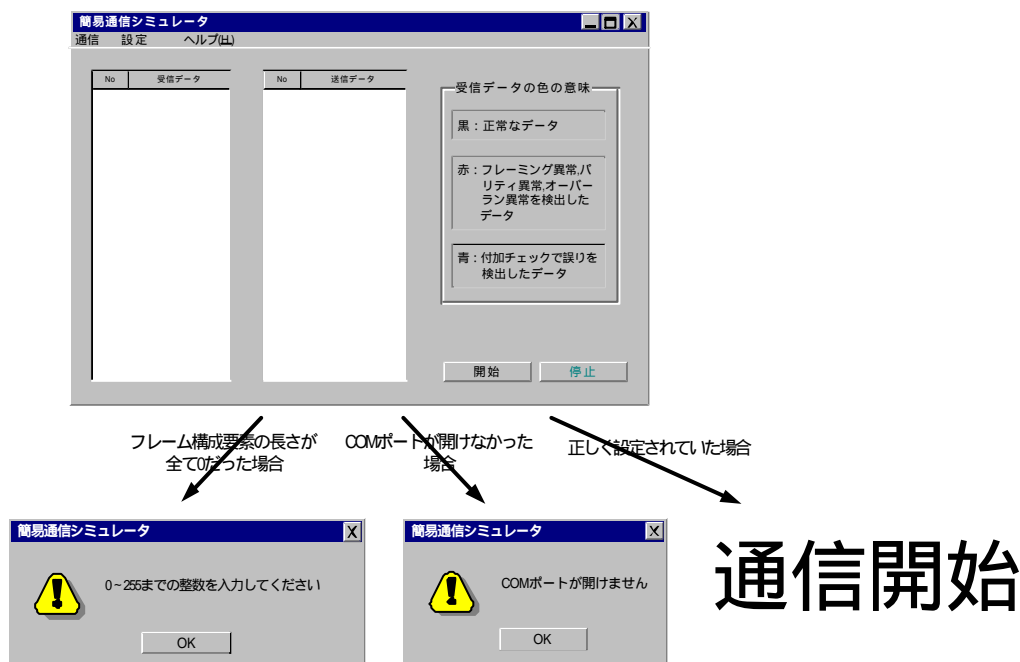 簡易通信シミュレータ
通信 設定 ヘルプ(H)
No 受信データ
No 送信データ
受信データの色の意味
黒：正常なデータ
赤：フレーミング異常,パ
リティ異常,オーバー
ラン異常を検出した
データ
青：付加チェックで誤りを
検出したデータ
開始 停止
フレーム構成要素の長さが
全て0だった場合
COMポートが開けなかった
場合
正しく設定されていた場合
簡易通信シミュレータ
0~255までの整数を入力してください
OK
簡易通信シミュレータ
COMポートが開けません
OK
通信開始